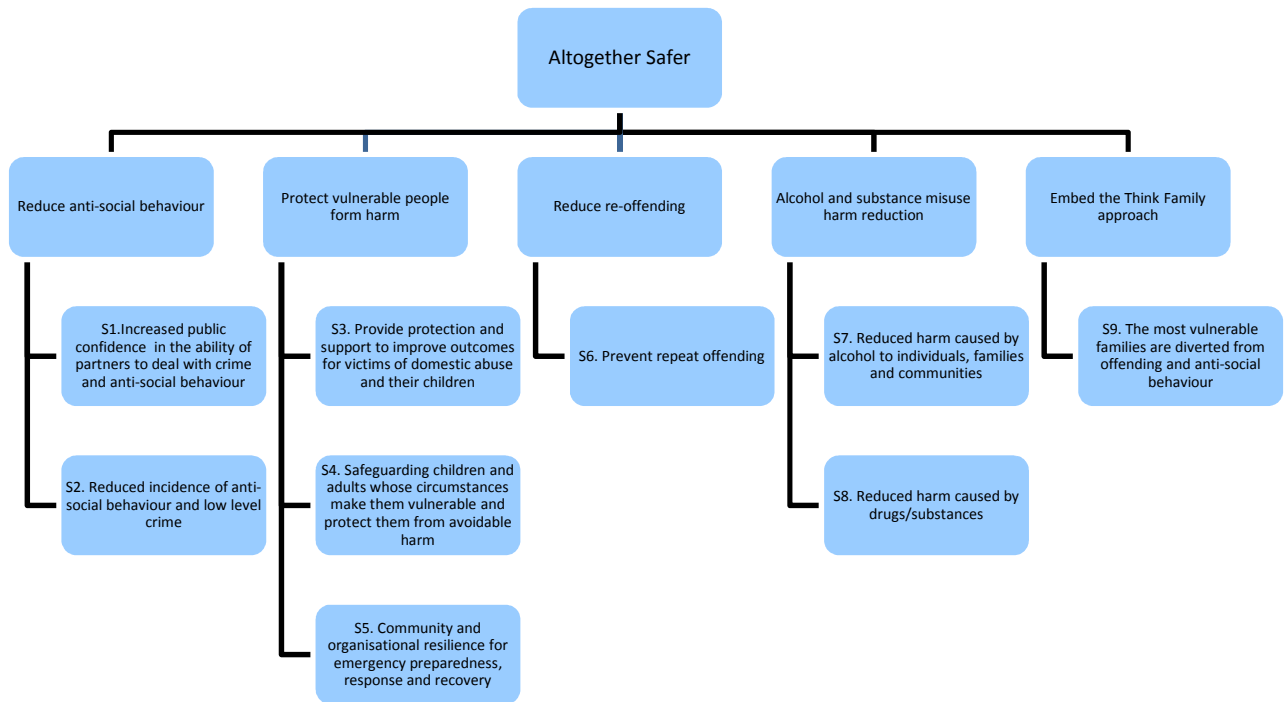 Altogether Safer
Reduce anti-social behaviour
Protect vulnerable people
form harm
Reduce re-offending
Alcohol and substance misuse
harm reduction
Embed the Think Family
approach
S1.Increased public
confidence in the ability of
partners to deal with crime
and anti-social behaviour
S2. Reduced incidence of anti-
social behaviour and low level
crime
S3. Provide protection and
support to improve outcomes
for victims of domestic abuse
and their children
S4. Safeguarding children and
adults whose circumstances
make them vulnerable and
protect them from avoidable
harm
S5. Community and
organisational resilience for
emergency preparedness,
response and recovery
S6. Prevent repeat offending
S7. Reduced harm caused by
alcohol to individuals, families
and communities
S8. Reduced harm caused by
drugs/substances
S9. The most vulnerable
families are diverted from
offending and anti-social
behaviour